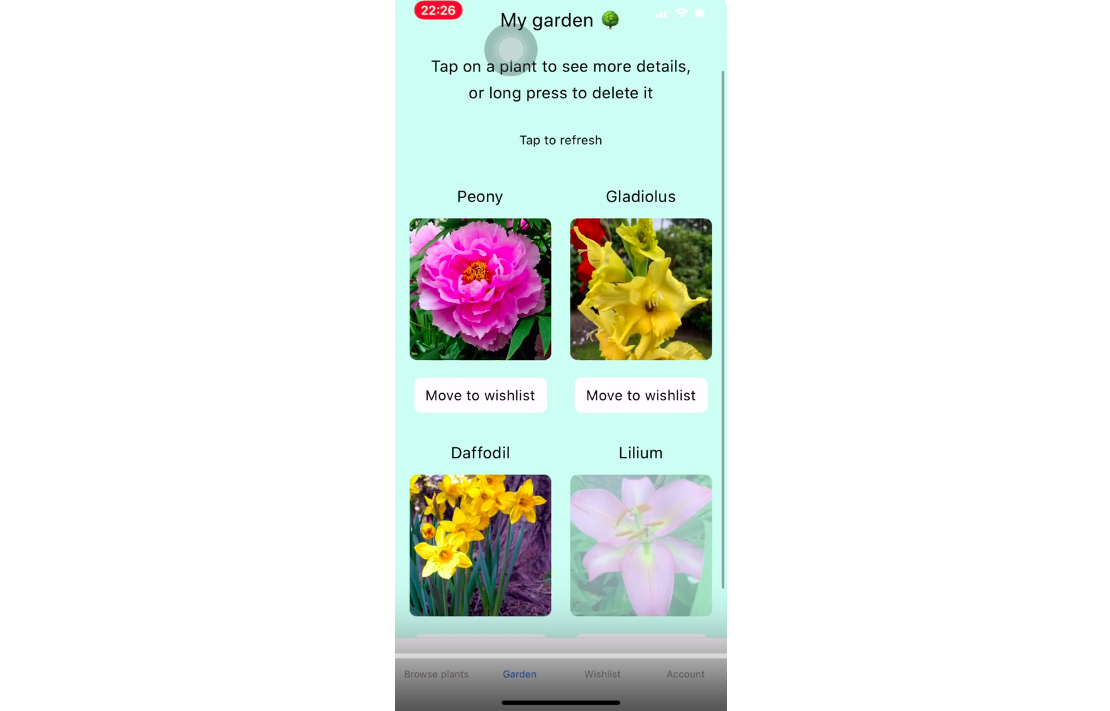 22:26
My garden 🌳
Tap on a plant to see more details,
or long press to delete it
Tap to refresh
Peony
Gladiolus
Move to wishlist
Move to wishlist
Daffodil
Lilium
Browse plants
Garden
Wishlist
Account